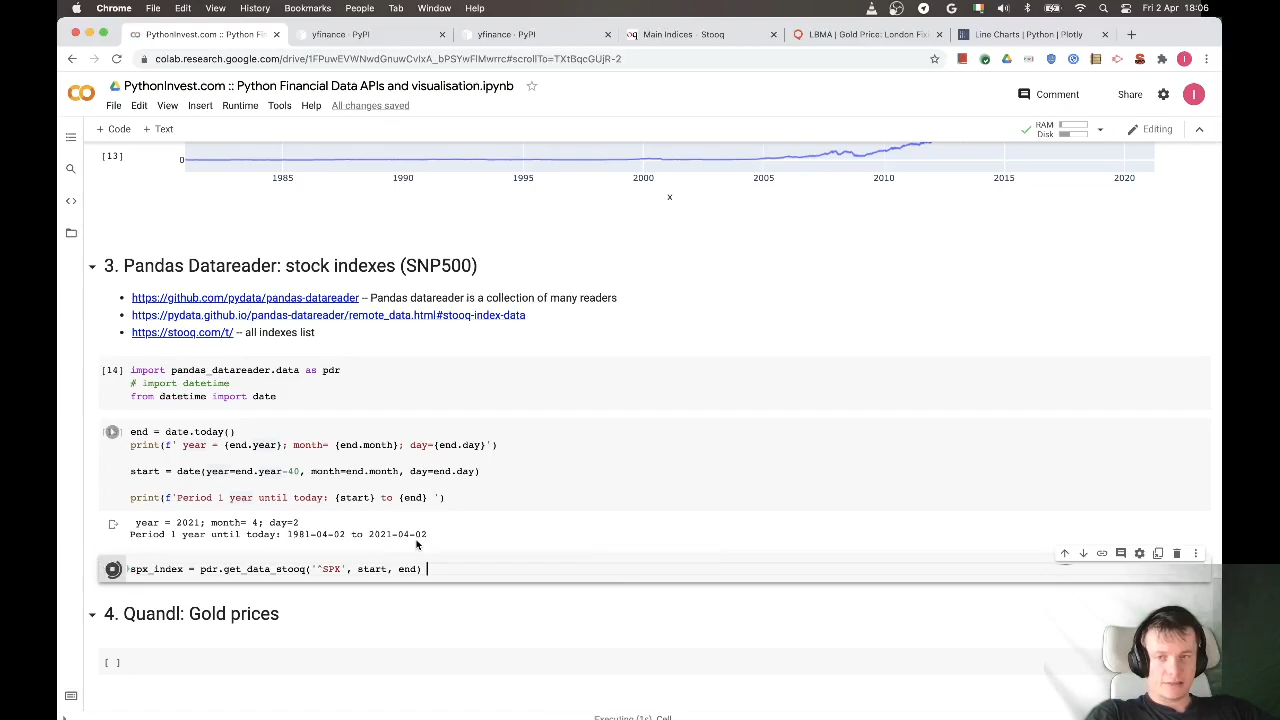 Chrome File Edit View History Bookmarks People Tab Window Help Fri 2 Apr 18:06
PythonInvest.com :: Python Fin yfinance · PyPI yfinance · PyPI Main Indices - Stooq LBMA | Gold Price: London Fixi Line Charts | Python | Plotly
colab.research.google.com/drive/1FPuwEVWNwdGnuwCvIxA_bPSYwFlMwrrc#scrollTo=TXtBqcGUjR-2
PythonInvest.com :: Python Financial Data APIs and visualisation.ipynb
Comment Share I
File Edit View Insert Runtime Tools Help All changes saved
+ Code + Text
RAM
Disk
Editing
[13]
0
1985 1990 1995 2000 2005 2010 2015 2020
x
3. Pandas Datareader: stock indexes (SNP500)
• https://github.com/pydata/pandas-datareader -- Pandas datareader is a collection of many readers
• https://pydata.github.io/pandas-datareader/remote_data.html#stooq-index-data
• https://stooq.com/t/ -- all indexes list
[14] import pandas_datareader.data as pdr
# import datetime
from datetime import date
end = date.today()
print(f' year = {end.year}; month= {end.month}; day={end.day}')
start = date(year=end.year-40, month=end.month, day=end.day)
print(f'Period 1 year until today: {start} to {end} ')
year = 2021; month= 4; day=2
Period 1 year until today: 1981-04-02 to 2021-04-02
spx_index = pdr.get_data_stooq('^SPX', start, end)
4. Quandl: Gold prices
[ ]
Executing (1s) Cell